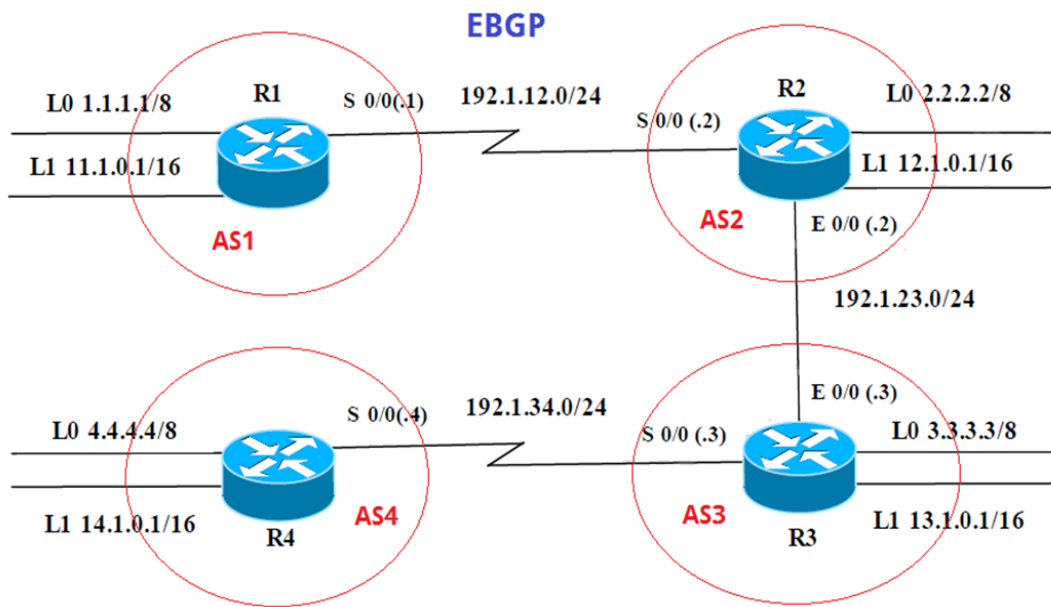 EBGP
L0 1.1.1.1/8
R1
S 0/0(.1)
192.1.12.0/24
L1 11.1.0.1/16
AS1
R2
L0 2.2.2.2/8
S 0/0 (.2)
L1 12.1.0.1/16
AS2
E 0/0 (.2)
192.1.23.0/24
L0 4.4.4.4/8
S 0/0(.4)
192.1.34.0/24
L1 14.1.0.1/16
R4
AS4
E 0/0 (.3)
S 0/0 (.3)
L0 3.3.3.3/8
AS3
R3
L1 13.1.0.1/16